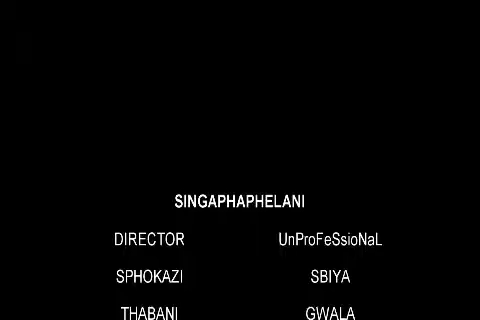 SINGAPHAPHELANI
DIRECTOR UnProFeSsioNaL
SPHOKAZI SBIYA
THABANI GWALA